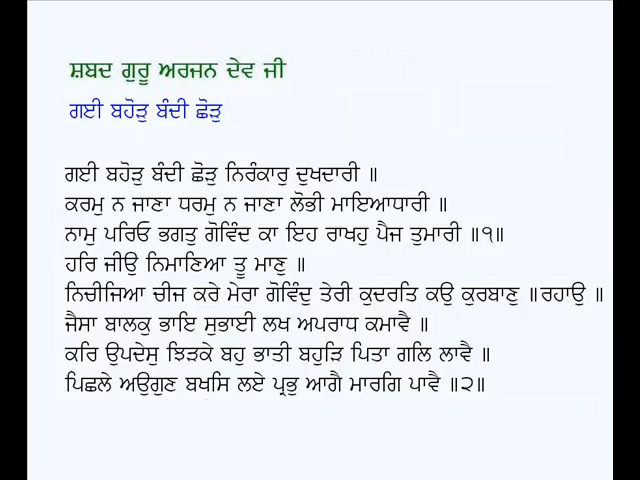 ਸ਼ਬਦ ਗੁਰੂ ਅਰਜਨ ਦੇਵ ਜੀ
ਗਈ ਬਹੋੜੁ ਬੰਦੀ ਛੋੜੁ
ਗਈ ਬਹੋੜੁ ਬੰਦੀ ਛੋੜੁ ਨਿਰੰਕਾਰੁ ਦੁਖਦਾਰੀ ॥
ਕਰਮੁ ਨ ਜਾਣਾ ਧਰਮੁ ਨ ਜਾਣਾ ਲੋਭੀ ਮਾਇਆਧਾਰੀ ॥
ਨਾਮੁ ਪਰਿਓ ਭਗਤੁ ਗੋਵਿੰਦ ਕਾ ਇਹ ਰਾਖਹੁ ਪੈਜ ਤੁਮਾਰੀ ॥੧॥
ਹਰਿ ਜੀਉ ਨਿਮਾਣਿਆ ਤੂ ਮਾਣੁ ॥
ਨਿਚੀਜਿਆ ਚੀਜ ਕਰੇ ਮੇਰਾ ਗੋਵਿੰਦੁ ਤੇਰੀ ਕੁਦਰਤਿ ਕਉ ਕੁਰਬਾਣੁ ॥ਰਹਾਉ ॥
ਜੈਸਾ ਬਾਲਕੁ ਭਾਇ ਸੁਭਾਈ ਲਖ ਅਪਰਾਧ ਕਮਾਵੈ ॥
ਕਰਿ ਉਪਦੇਸੁ ਝਿੜਕੇ ਬਹੁ ਭਾਤੀ ਬਹੁੜਿ ਪਿਤਾ ਗਲਿ ਲਾਵੈ ॥
ਪਿਛਲੇ ਅਉਗੁਣ ਬਖਸਿ ਲਏ ਪ੍ਰਭੁ ਆਗੈ ਮਾਰਗਿ ਪਾਵੈ ॥੨॥